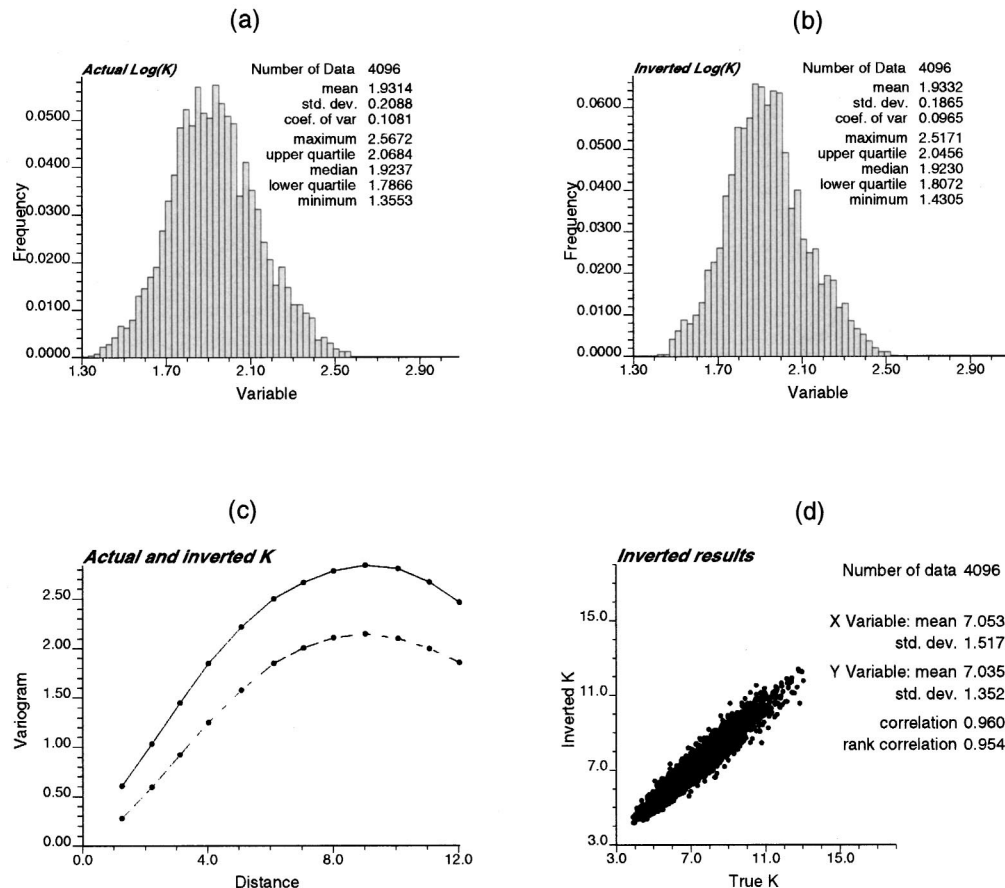 (a)
Actual Log(K)
Number of Data 4096
mean 1.9314
std. dev. 0.2088
coef. of var 0.1081
maximum 2.5672
upper quartile 2.0684
median 1.9237
lower quartile 1.7866
minimum 1.3553
Frequency
0.0500
0.0400
0.0300
0.0200
0.0100
0.0000
1.30 1.70 2.10 2.50 2.90
Variable
(b)
Inverted Log(K)
Number of Data 4096
mean 1.9332
std. dev. 0.1865
coef. of var 0.0965
maximum 2.5171
upper quartile 2.0456
median 1.9230
lower quartile 1.8072
minimum 1.4305
Frequency
0.0600
0.0500
0.0400
0.0300
0.0200
0.0100
0.0000
1.30 1.70 2.10 2.50 2.90
Variable
(c)
Actual and inverted K
Variogram
2.50
2.00
1.50
1.00
0.50
0.00
0.0 4.0 8.0 12.0
Distance
(d)
Inverted results
Number of data 4096
X Variable: mean 7.053
std. dev. 1.517
Y Variable: mean 7.035
std. dev. 1.352
correlation 0.960
rank correlation 0.954
Inverted K
15.0
11.0
7.0
3.0
3.0 7.0 11.0 15.0
True K